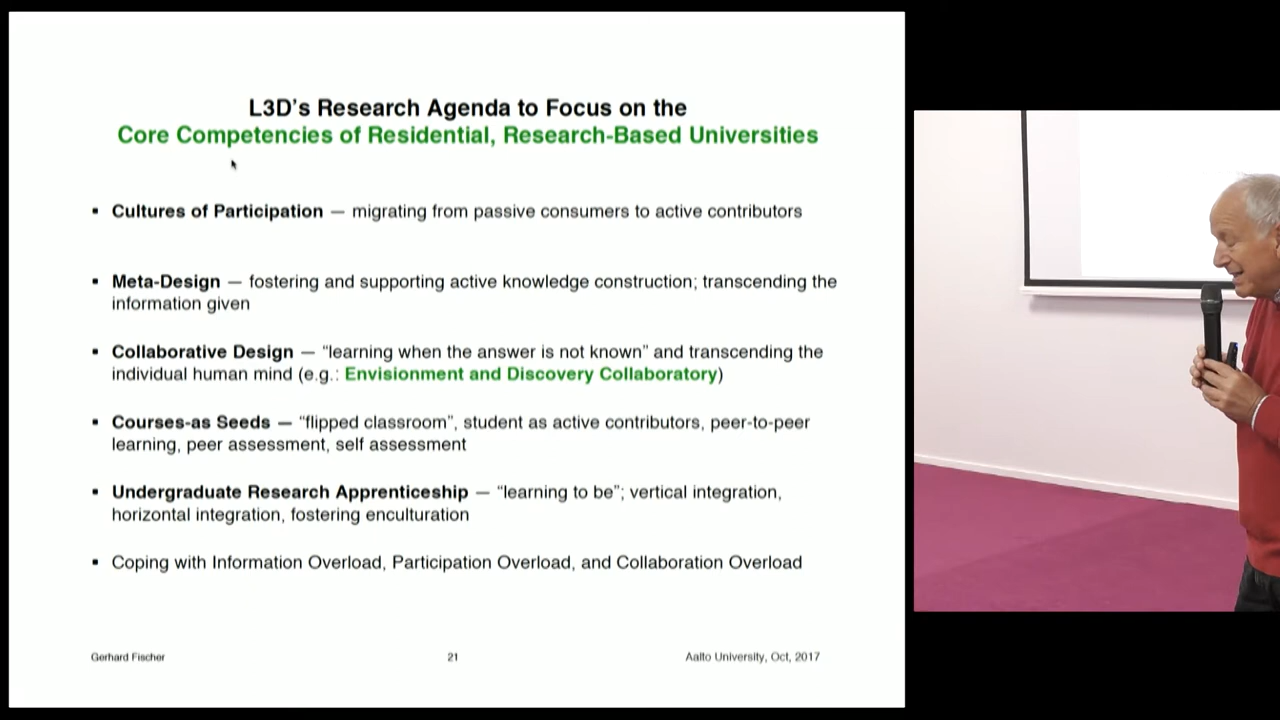 L3D's Research Agenda to Focus on the
Core Competencies of Residential, Research-Based Universities
▪ Cultures of Participation — migrating from passive consumers to active contributors
▪ Meta-Design — fostering and supporting active knowledge construction; transcending the
information given
▪ Collaborative Design — “learning when the answer is not known” and transcending the
individual human mind (e.g.: Envisionment and Discovery Collaboratory)
▪ Courses-as Seeds — “flipped classroom”, student as active contributors, peer-to-peer
learning, peer assessment, self assessment
▪ Undergraduate Research Apprenticeship — “learning to be”; vertical integration,
horizontal integration, fostering enculturation
▪ Coping with Information Overload, Participation Overload, and Collaboration Overload
Gerhard Fischer 21 Aalto University, Oct, 2017